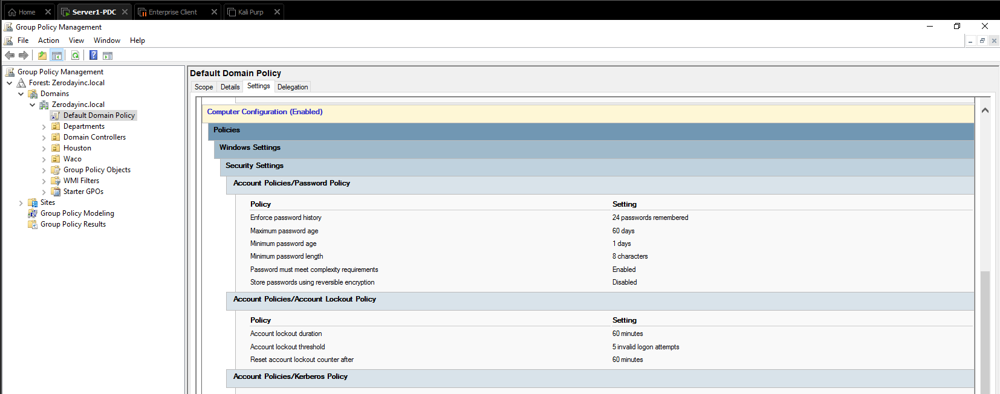 Home
Server1-PDC
Enterprise Client
Kali Purp
Group Policy Management
File Action View Window Help
Group Policy Management
Forest: Zerodayinc.local
Domains
Zerodayinc.local
Default Domain Policy
Departments
Domain Controllers
Houston
Waco
Group Policy Objects
WMI Filters
Starter GPOs
Sites
Group Policy Modeling
Group Policy Results
Default Domain Policy
Scope Details Settings Delegation
Computer Configuration (Enabled)
Policies
Windows Settings
Security Settings
Account Policies/Password Policy
Policy Setting
Enforce password history 24 passwords remembered
Maximum password age 60 days
Minimum password age 1 days
Minimum password length 8 characters
Password must meet complexity requirements Enabled
Store passwords using reversible encryption Disabled
Account Policies/Account Lockout Policy
Policy Setting
Account lockout duration 60 minutes
Account lockout threshold 5 invalid logon attempts
Reset account lockout counter after 60 minutes
Account Policies/Kerberos Policy